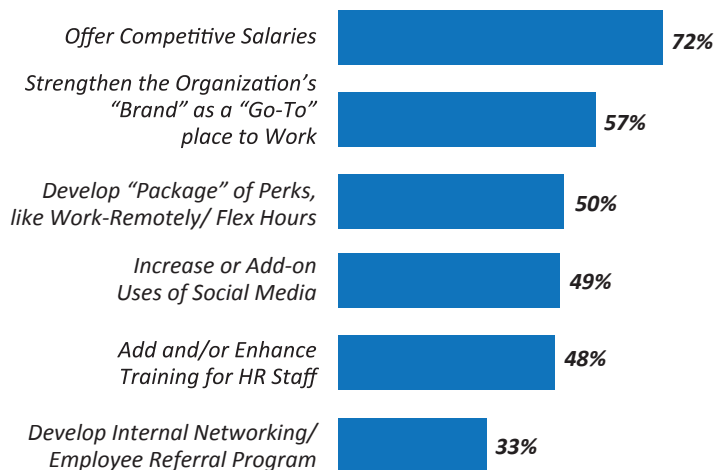 Offer Competitive Salaries
72%
Strengthen the Organization’s
“Brand” as a “Go-To”
place to Work
57%
Develop “Package” of Perks,
like Work-Remotely/ Flex Hours
50%
Increase or Add-on
Uses of Social Media
49%
Add and/or Enhance
Training for HR Staff
48%
Develop Internal Networking/
Employee Referral Program
33%